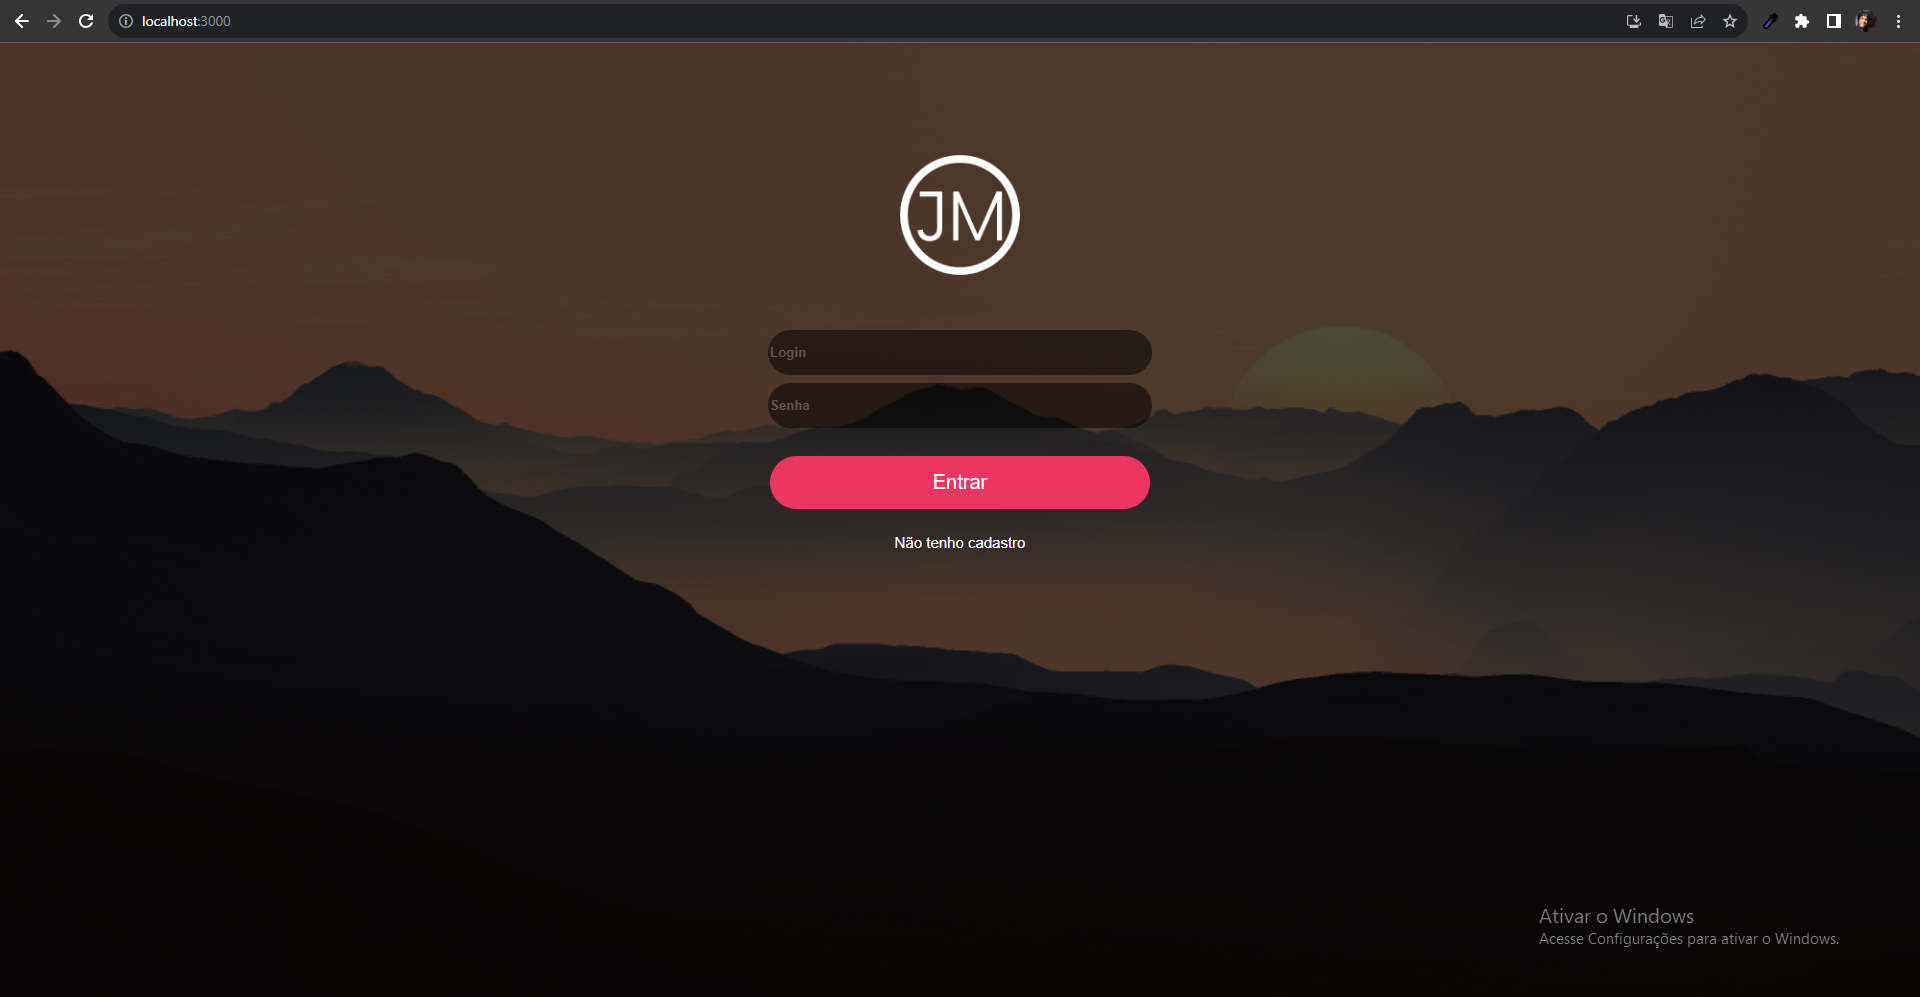 localhost:3000
JM
Login
Senha
Entrar
Não tenho cadastro
Ativar o Windows
Acesse Configurações para ativar o Windows.